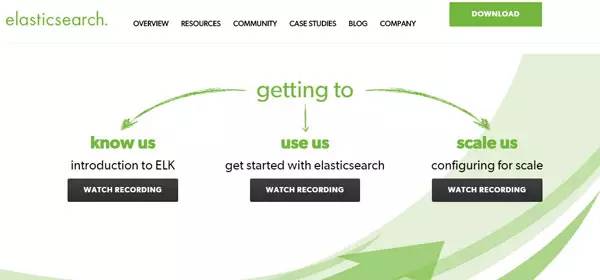 elasticsearch.
OVERVIEW RESOURCES COMMUNITY CASE STUDIES BLOG COMPANY
DOWNLOAD
getting to
know us
introduction to ELK
WATCH RECORDING
use us
get started with elasticsearch
WATCH RECORDING
scale us
configuring for scale
WATCH RECORDING